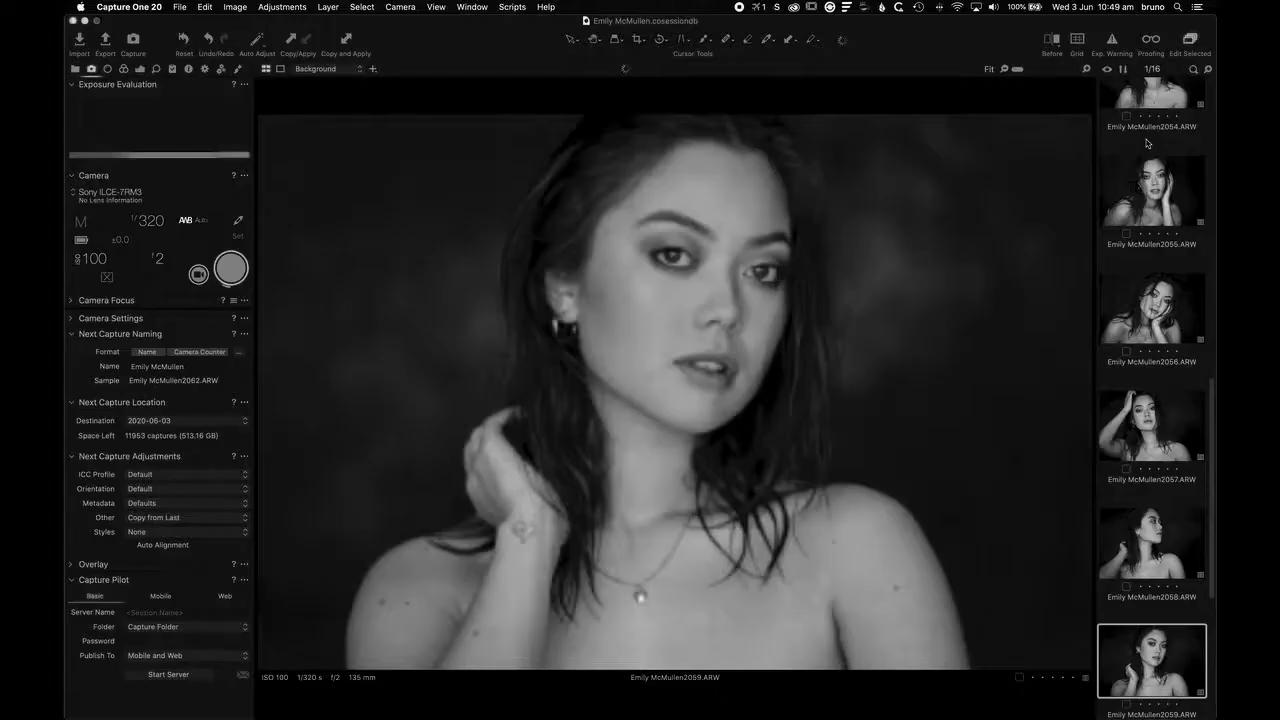 Capture One 20 File Edit Image Adjustments Layer Select Camera View Window Scripts Help
1 6 100% Wed 3 Jun 10:49 am bruno
Emily McMullen.cosessiondb
Import Export Capture Reset Undo/Redo Auto Adjust Copy/Apply Copy and Apply Cursor Tools Before Grid Exp. Warning Proofing Edit Selected
Background Fit 1/16
Exposure Evaluation ? ...
Camera ? ...
Sony ILCE-7RM3
No Lens Information
M 1/320 AWB Auto
±0.0 Set
ISO 100 f 2
Camera Focus ? ...
Camera Settings ? ...
Next Capture Naming ? ...
Format Name Camera Counter ...
Name Emily McMullen
Sample Emily McMullen2062.ARW
Next Capture Location ? ...
Destination 2020-06-03
Space Left 11953 captures (513.16 GB)
Next Capture Adjustments ? ...
ICC Profile Default
Orientation Default
Metadata Defaults
Other Copy from Last
Styles None
Auto Alignment
Overlay ? ...
Capture Pilot ? ...
Basic Mobile Web
Server Name <Session Name>
Folder Capture Folder
Password
Publish To Mobile and Web
Start Server
ISO 100 1/320 s f/2 135 mm Emily McMullen2059.ARW
Emily McMullen2054.ARW
Emily McMullen2055.ARW
Emily McMullen2056.ARW
Emily McMullen2057.ARW
Emily McMullen2058.ARW
Emily McMullen2059.ARW